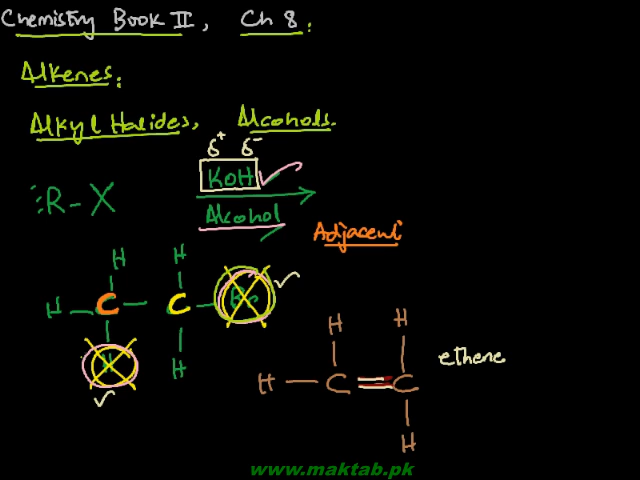 Chemistry Book II, Ch 8:
Alkenes:
Alkyl Halides, Alcohols.
δ+ δ-
KOH
R - X
Alcohol
Adjacent
H H
H C C Br
H H
H H
ethene
H C C
H
www.maktab.pk